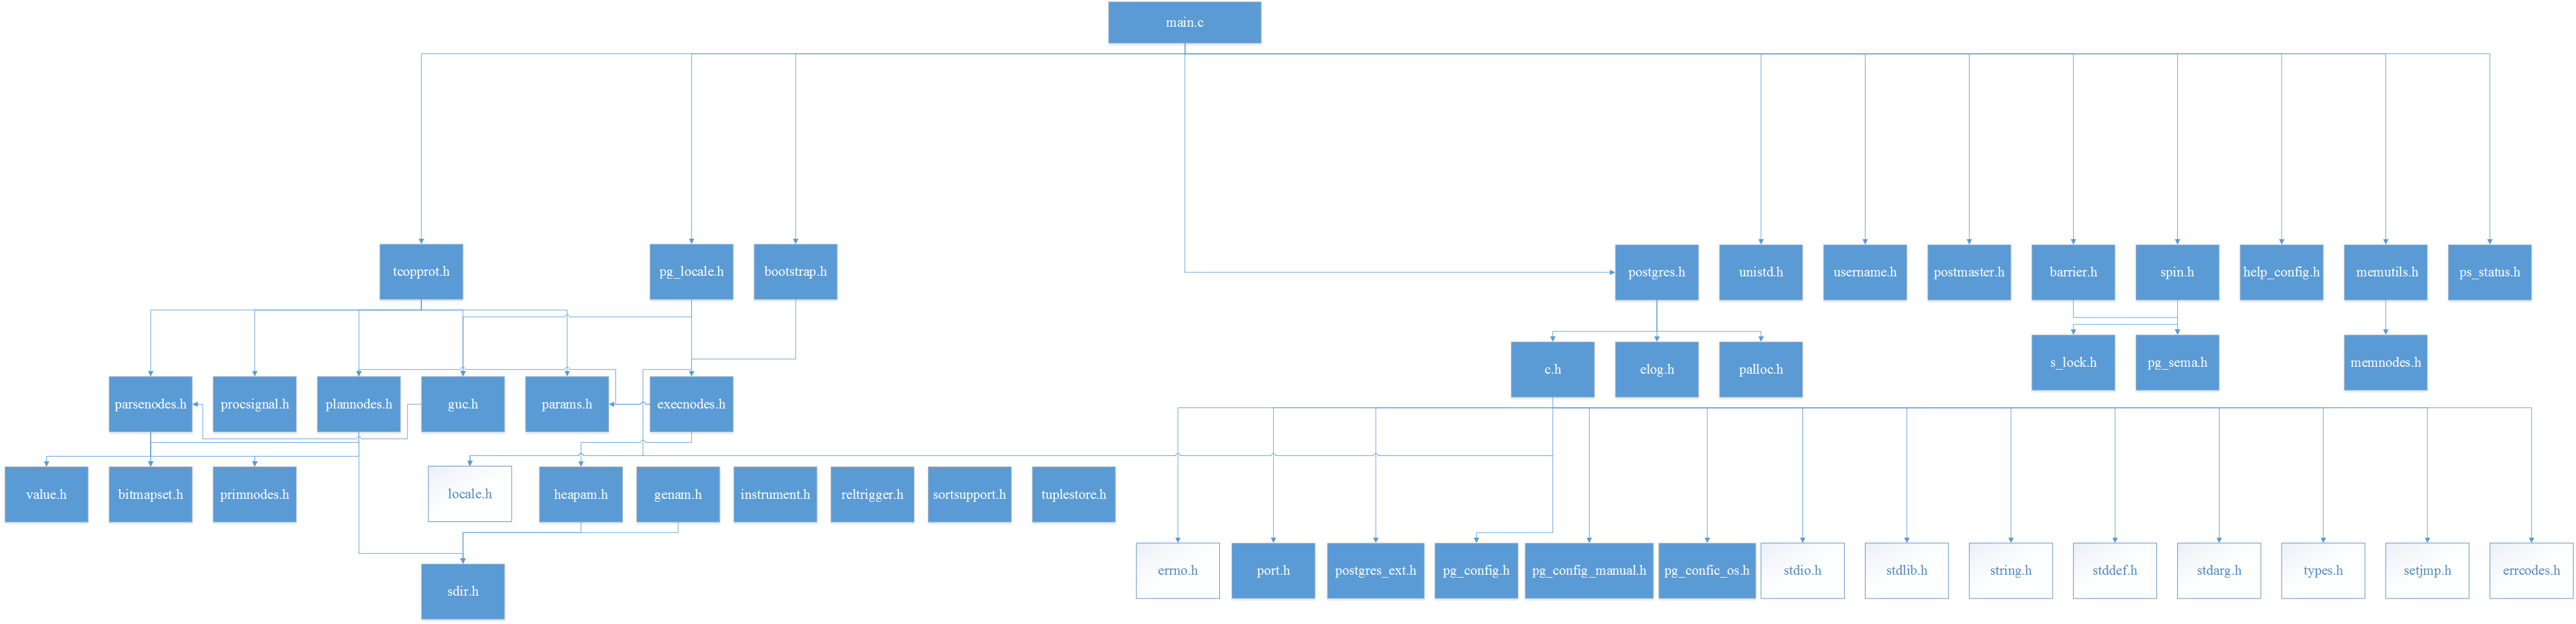 main.c
tcopprot.h
pg_locale.h
bootstrap.h
postgres.h
unistd.h
username.h
postmaster.h
barrier.h
spin.h
help_config.h
memutils.h
ps_status.h
c.h
elog.h
palloc.h
s_lock.h
pg_sema.h
memnodes.h
parsenodes.h
procsignal.h
plannodes.h
guc.h
params.h
execnodes.h
value.h
bitmapset.h
primnodes.h
locale.h
heapam.h
genam.h
instrument.h
reltrigger.h
sortsupport.h
tuplestore.h
errno.h
port.h
postgres_ext.h
pg_config.h
pg_config_manual.h
pg_confic_os.h
stdio.h
stdlib.h
string.h
stddef.h
stdarg.h
types.h
setjmp.h
errcodes.h
sdir.h